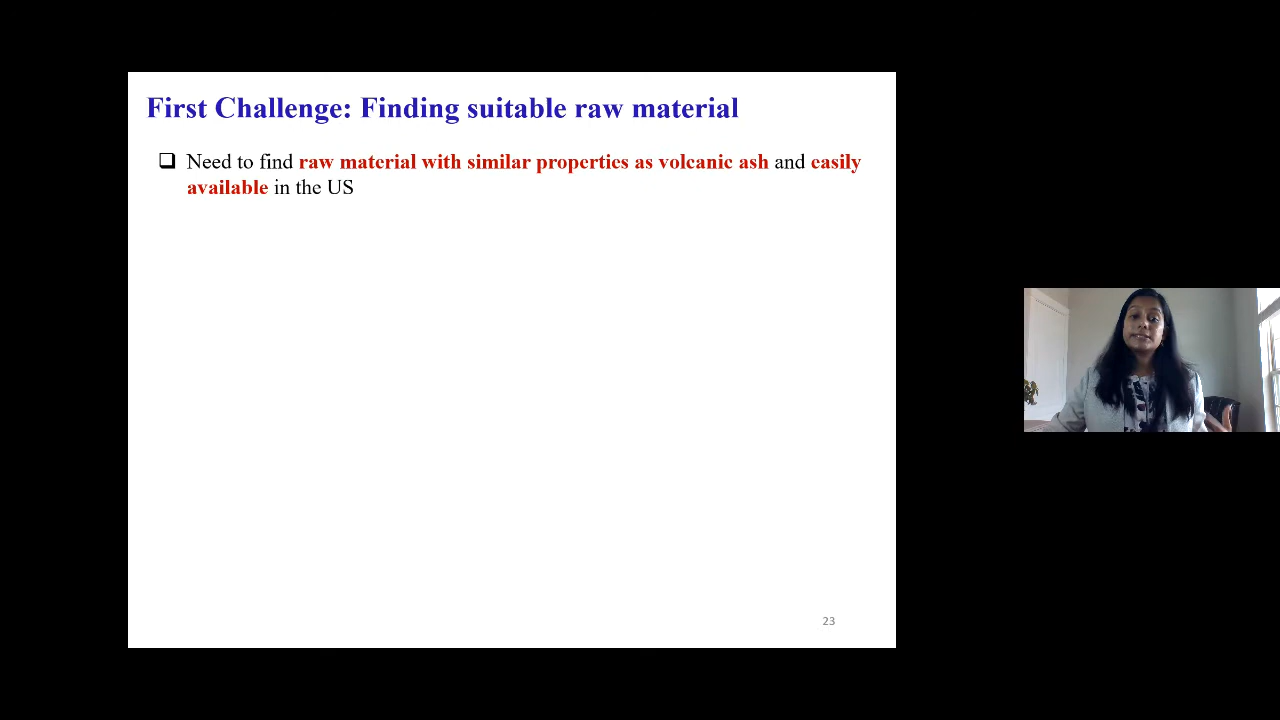 First Challenge: Finding suitable raw material
❑ Need to find raw material with similar properties as volcanic ash and easily
available in the US
23